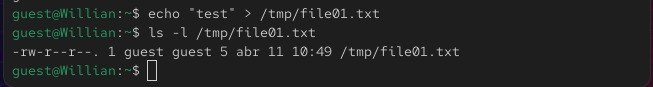 guest@Willian:~$ echo "test" > /tmp/file01.txt
guest@Willian:~$ ls -l /tmp/file01.txt
-rw-r--r--. 1 guest guest 5 abr 11 10:49 /tmp/file01.txt
guest@Willian:~$